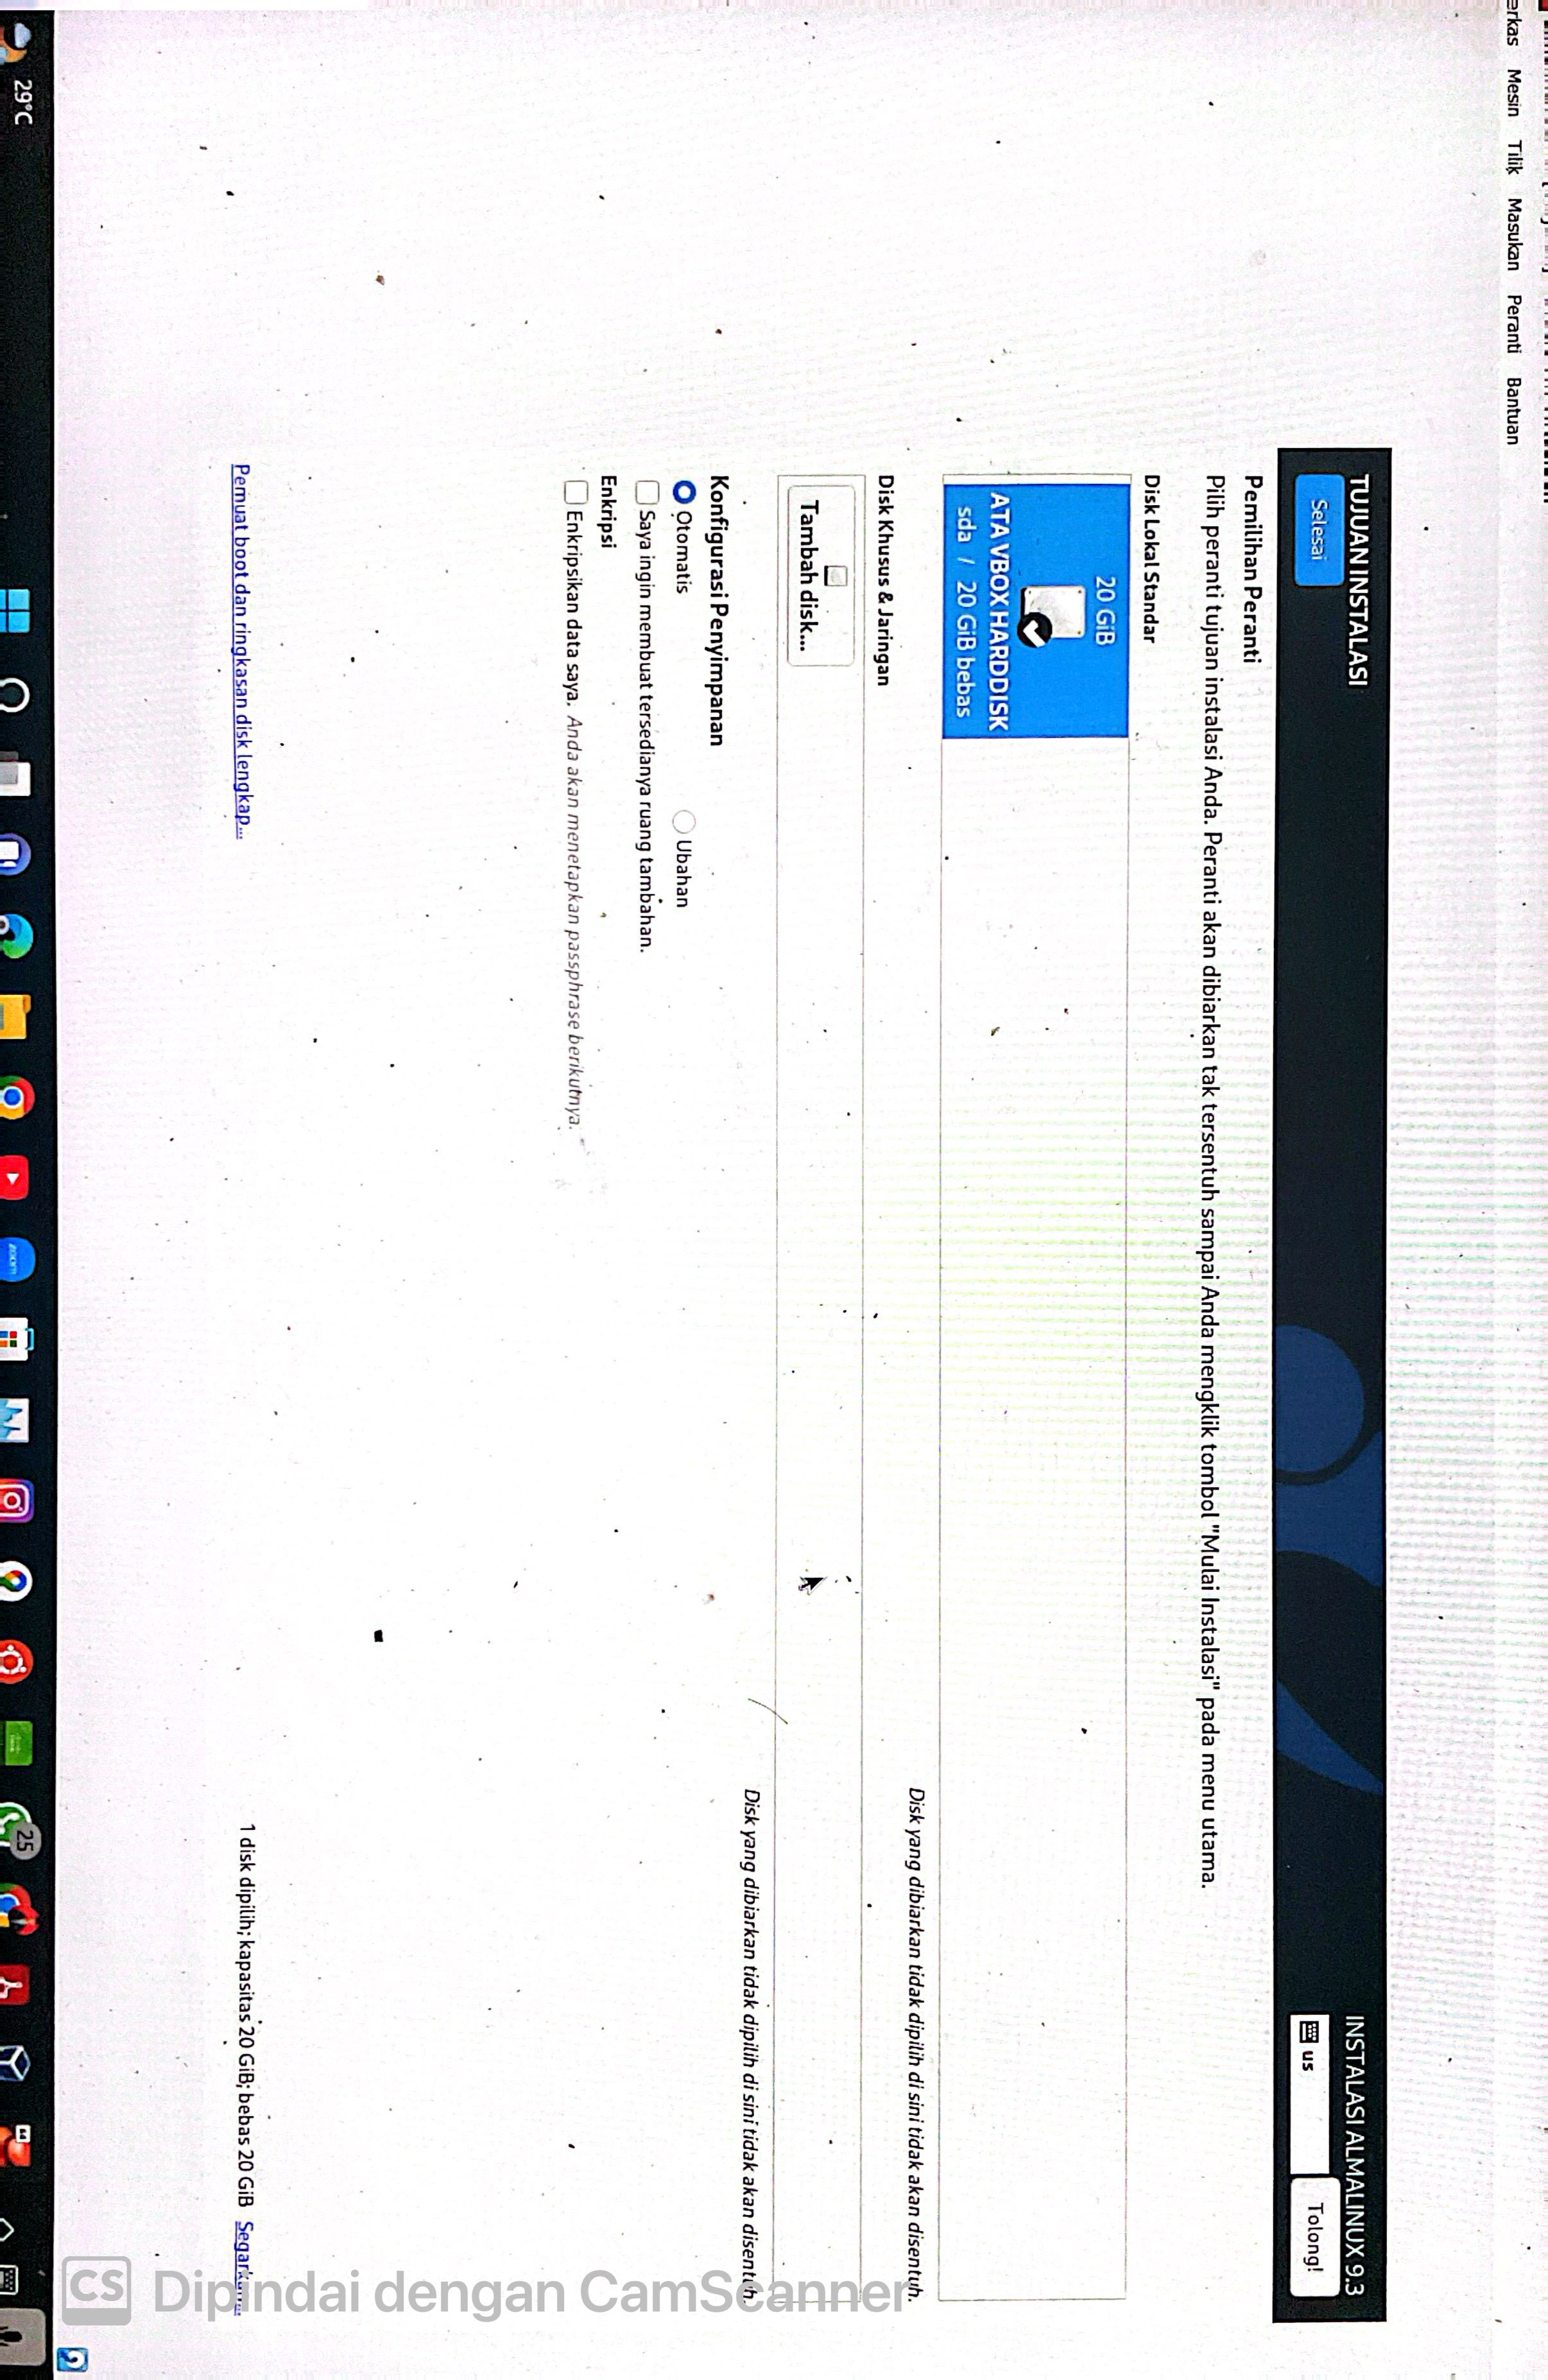 Mesin Tilik Masukan Peranti Bantuan
TUJUAN INSTALASI
INSTALASI ALMALINUX 9.3
Selesai
us
Tolong!
Pemilihan Peranti
Pilih peranti tujuan instalasi Anda. Peranti akan dibiarkan tak tersentuh sampai Anda mengklik tombol "Mulai Instalasi" pada menu utama.
Disk Lokal Standar
20 GiB
ATA VBOX HARDDISK
sda / 20 GiB bebas
Disk yang dibiarkan tidak dipilih di sini tidak akan disentuh.
Disk Khusus & Jaringan
Tambah disk...
Disk yang dibiarkan tidak dipilih di sini tidak akan disentuh.
Konfigurasi Penyimpanan
Otomatis
Ubahan
Saya ingin membuat tersedianya ruang tambahan.
Enkripsi
Enkripsikan data saya. Anda akan menetapkan passphrase berikutnya.
Pemuat boot dan ringkasan disk lengkap...
1 disk dipilih; kapasitas 20 GiB; bebas 20 GiB
CS Dipindai dengan CamScanner
29°C
zoom
25
64